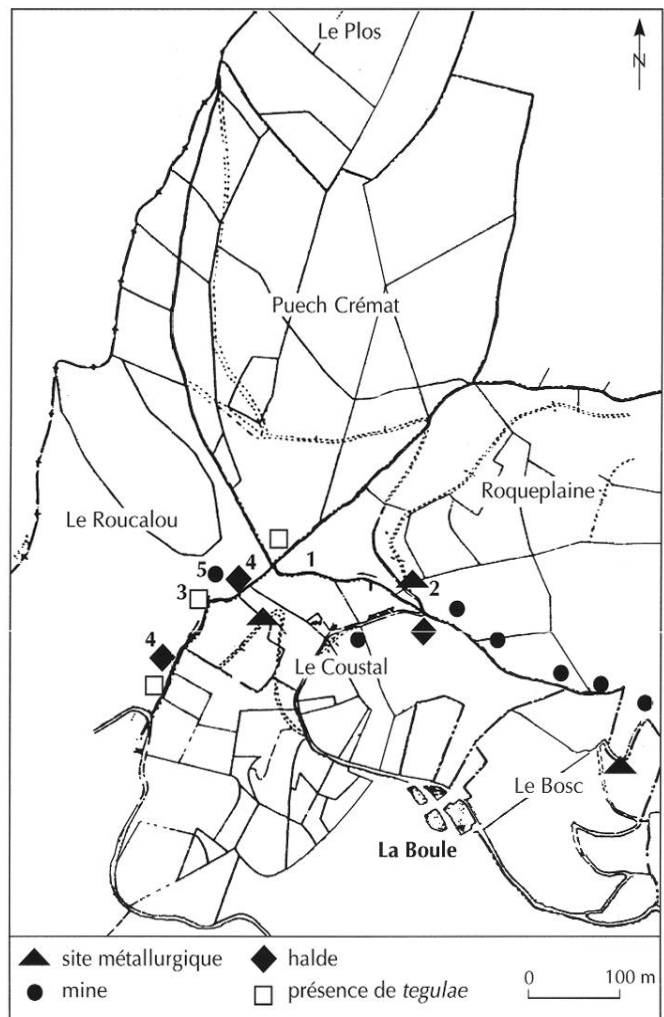 Le Plos
N
Puech Crémat
Roqueplaine
Le Roucalou
1
5
4
2
3
1
4
Le Coustal
Le Bosc
La Boule
site métallurgique
halde
0 100 m
mine
présence de tegulae